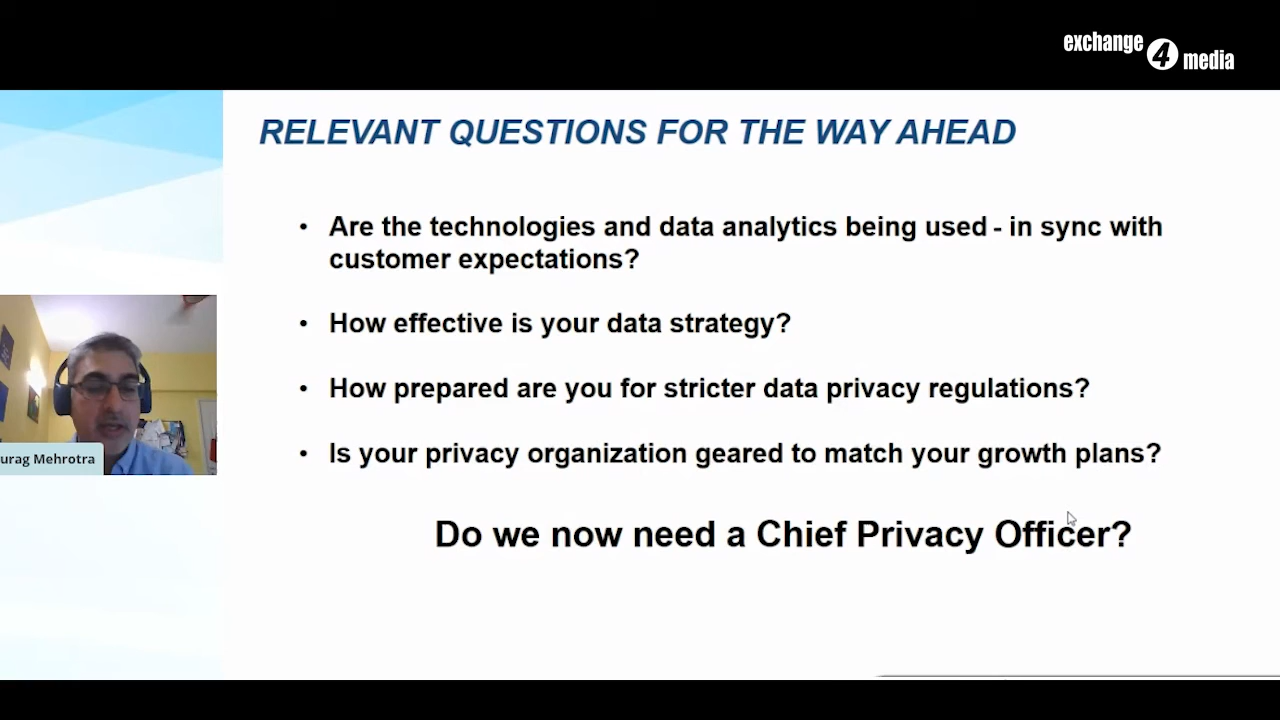 exchange
4
media
RELEVANT QUESTIONS FOR THE WAY AHEAD
• Are the technologies and data analytics being used - in sync with
customer expectations?
• How effective is your data strategy?
• How prepared are you for stricter data privacy regulations?
• Is your privacy organization geared to match your growth plans?
Do we now need a Chief Privacy Officer?
urag Mehrotra